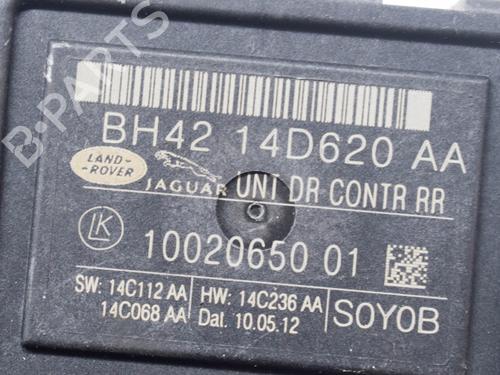 BH42 14D620 AA
LAND-
ROVER
JAGUAR UNI DR CONTR RR
LK 10020650 01
SW: 14C112 AA HW: 14C236 AA
14C068 AA Dat. 10.05.12 SOYOB
B-PARTS